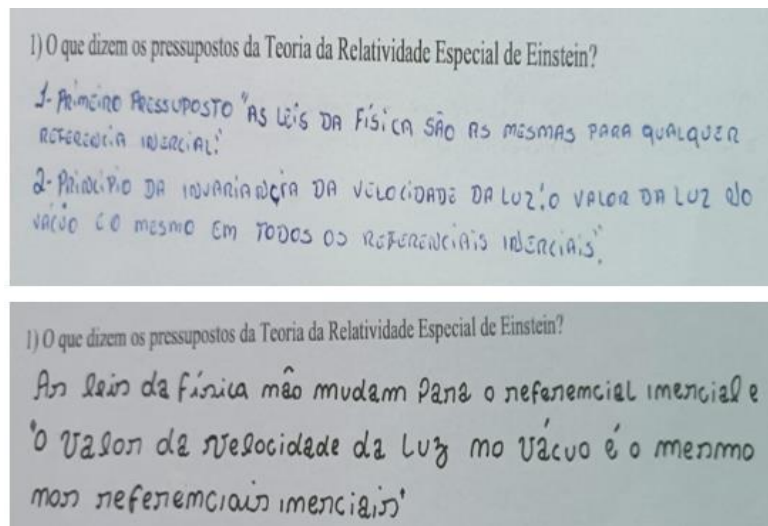 1) O que dizem os pressupostos da Teoria da Relatividade Especial de Einstein?
1- PRIMEIRO PRESSUPOSTO "AS LEIS DA FÍSICA SÃO AS MESMAS PARA QUALQUER
REFERENCIA INERCIAL."
2- PRINCIPIO DA INVARIANCIA DA VELOCIDADE DA LUZ "O VALOR DA LUZ NO
VÁCUO É O MESMO EM TODOS OS REFERENCIAIS INERCIAIS".
1) O que dizem os pressupostos da Teoria da Relatividade Especial de Einstein?
As leis da física não mudam para o referencial inercial e
"o valor da velocidade da luz no vácuo é o mesmo
nos referenciais inerciais"